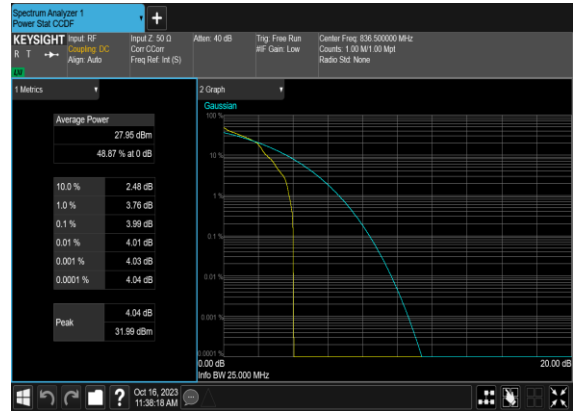 Spectrum Analyzer 1
Power Stat CCDF
KEYSIGHT
R T
LW
Input: RF
Coupling: DC
Align: Auto
Input Z: 50 Ω
Corr CCorr
Freq Ref: Int (S)
Atten: 40 dB
Trig: Free Run
#IF Gain: Low
Center Freq: 836.500000 MHz
Counts: 1.00 M/1.00 Mpt
Radio Std: None
1 Metrics
Average Power
27.95 dBm
48.87 % at 0 dB
10.0 % 2.48 dB
1.0 % 3.76 dB
0.1 % 3.99 dB
0.01 % 4.01 dB
0.001 % 4.03 dB
0.0001 % 4.04 dB
Peak
4.04 dB
31.99 dBm
2 Graph
Gaussian
100 %
10 %
1 %
0.1 %
0.01 %
0.001 %
0.0001 %
0.00 dB 20.00 dB
Info BW 25.000 MHz
?
Oct 16, 2023
11:38:18 AM